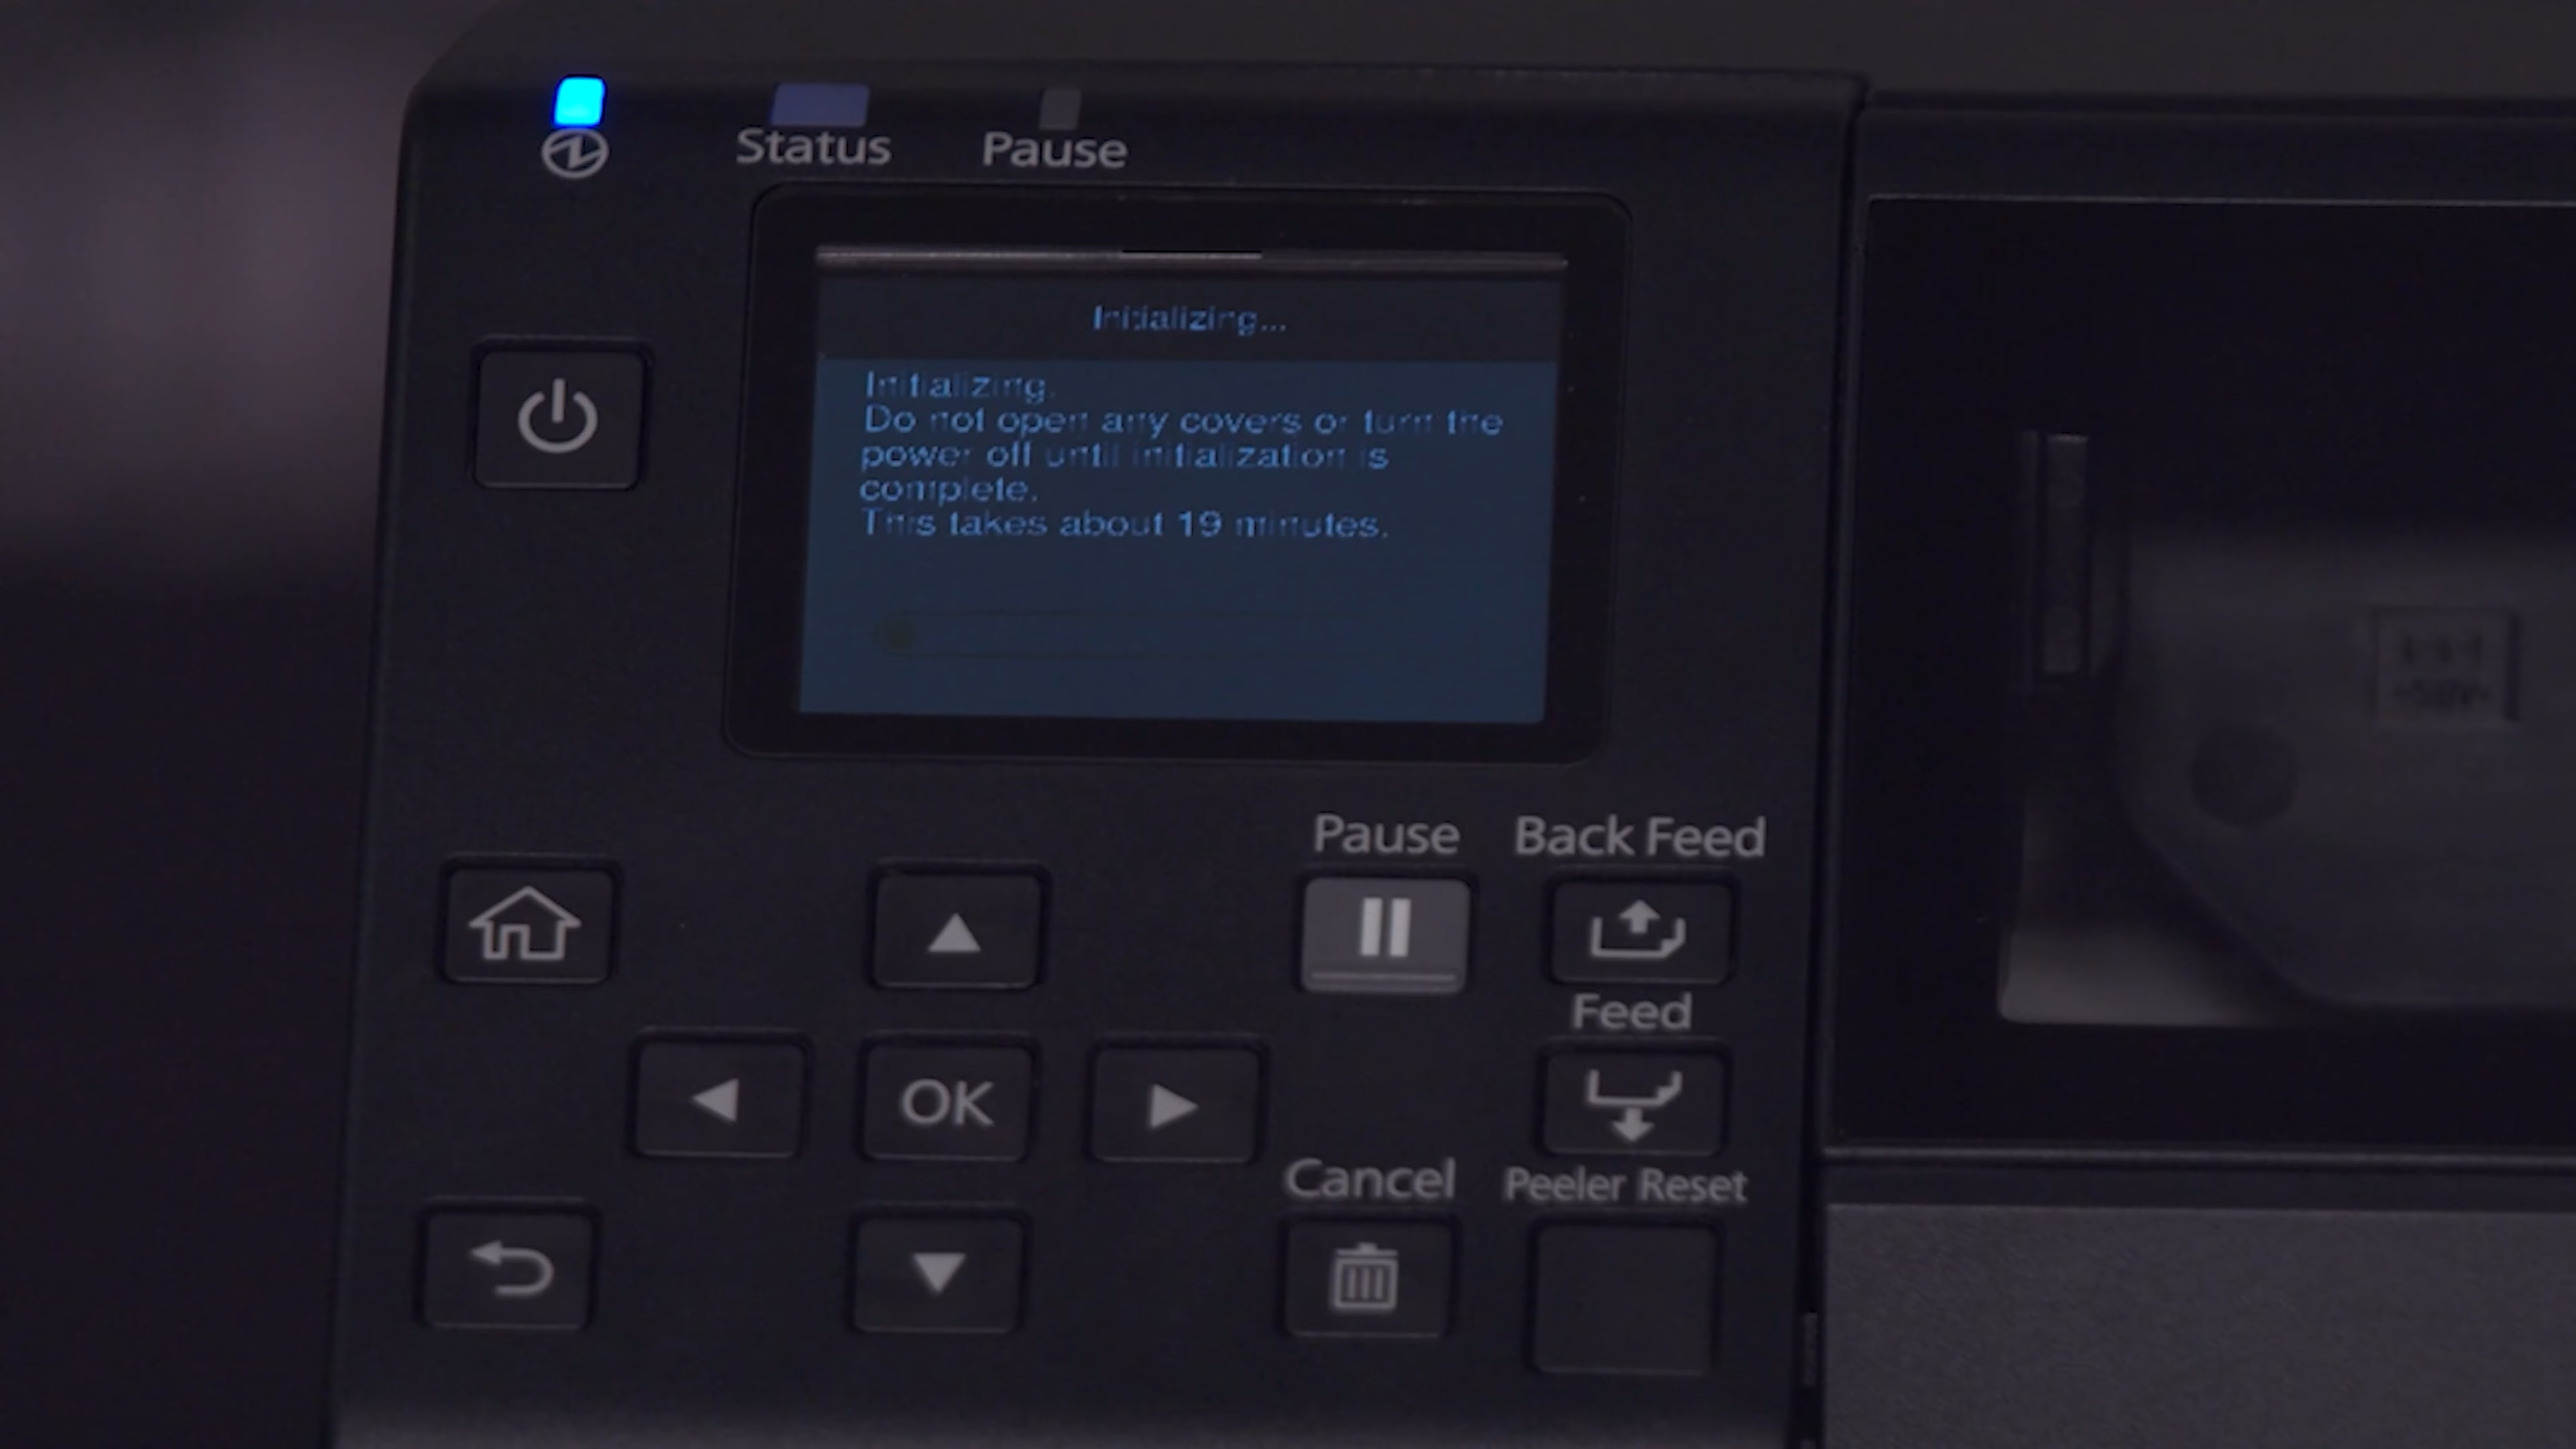 Status
Pause
Initializing...
Initializing.
Do not open any covers or turn the
power off until initialization is
complete.
This takes about 19 minutes.
Pause
Back Feed
Feed
OK
Cancel
Peeler Reset